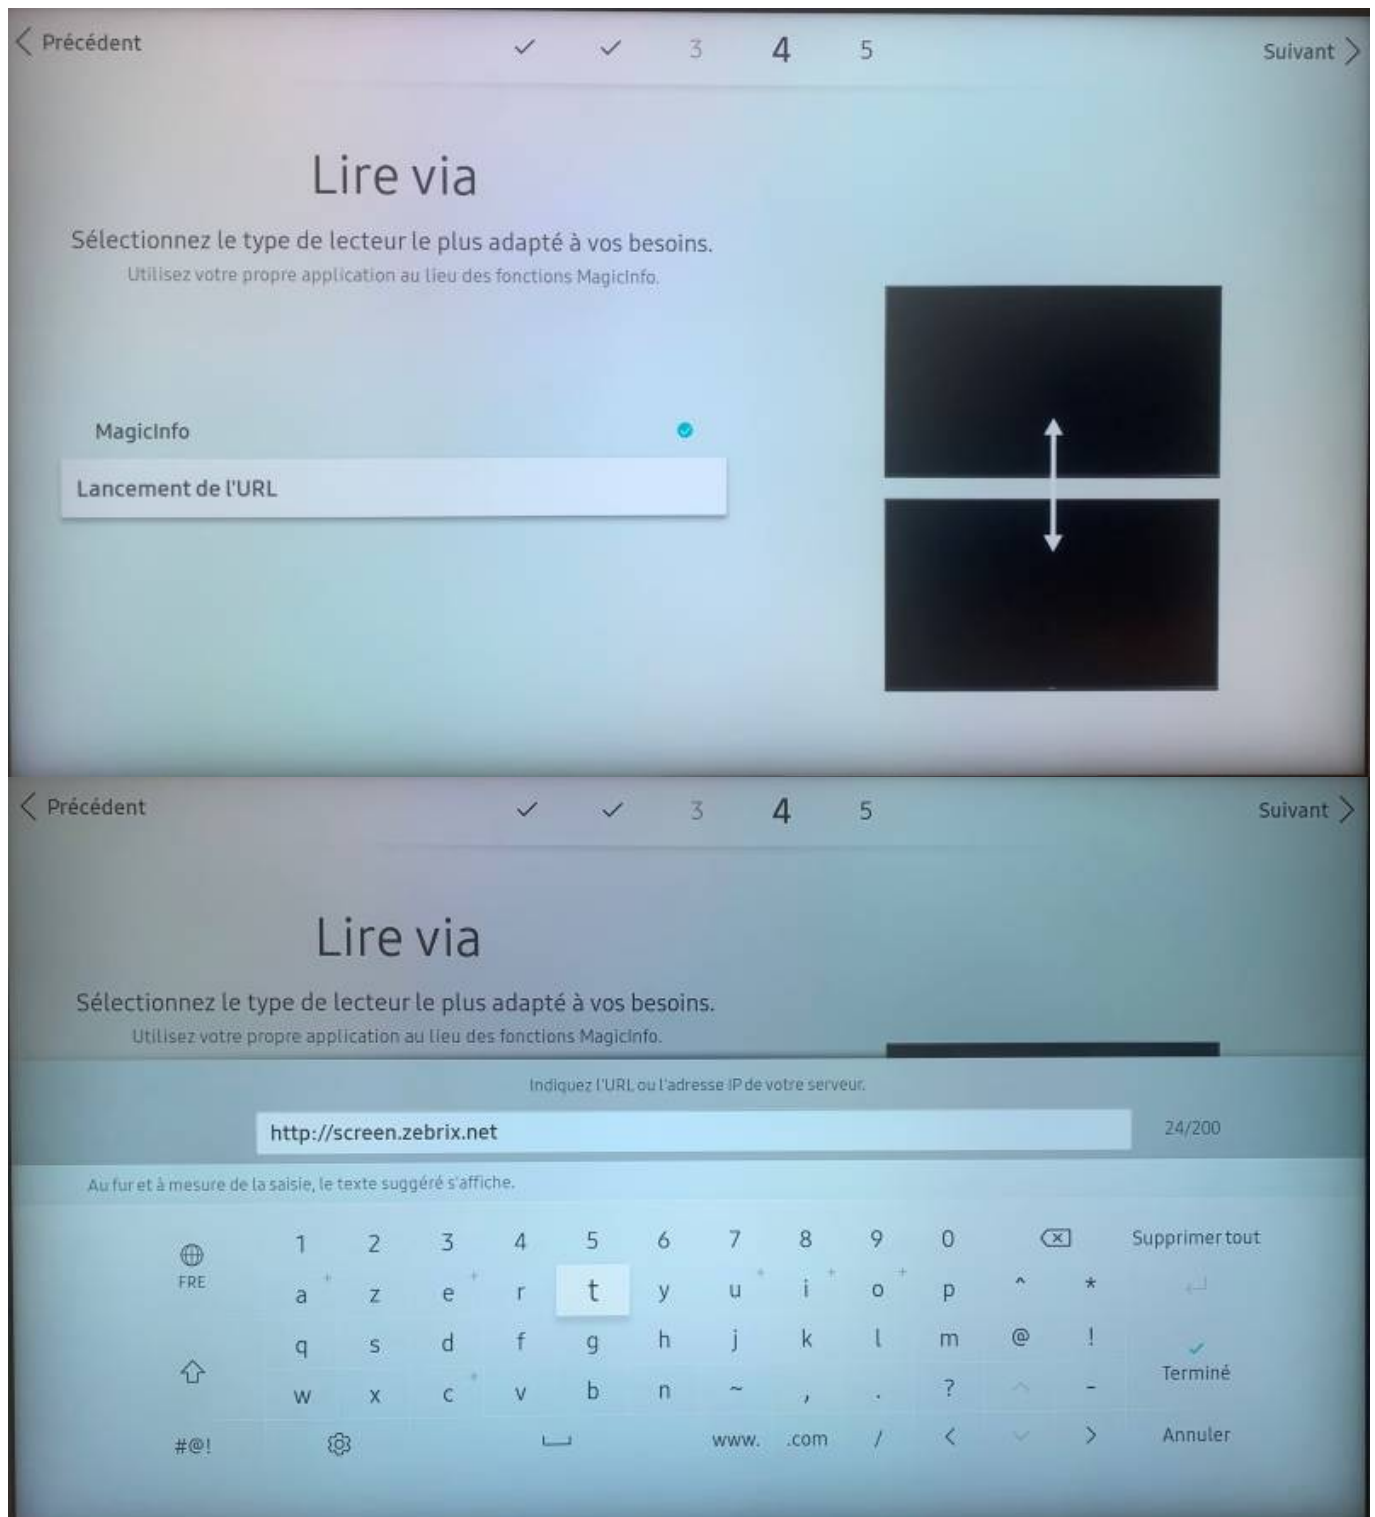 Précédent
3 4 5
Suivant
Lire via
Sélectionnez le type de lecteur le plus adapté à vos besoins.
Utilisez votre propre application au lieu des fonctions MagicInfo.
MagicInfo
Lancement de l'URL
Précédent
3 4 5
Suivant
Lire via
Sélectionnez le type de lecteur le plus adapté à vos besoins.
Utilisez votre propre application au lieu des fonctions MagicInfo.
Indiquez l'URL ou l'adresse IP de votre serveur.
http://screen.zebrix.net
24/200
Au fur et à mesure de la saisie, le texte suggéré s'affiche.
1 2 3 4 5 6 7 8 9 0 Supprimer tout
FRE
a z e r t y u i o p ^ *
q s d f g h j k l m @ !
Terminé
w x c v b n ~ , . ? -
#@! www. .com / < > Annuler